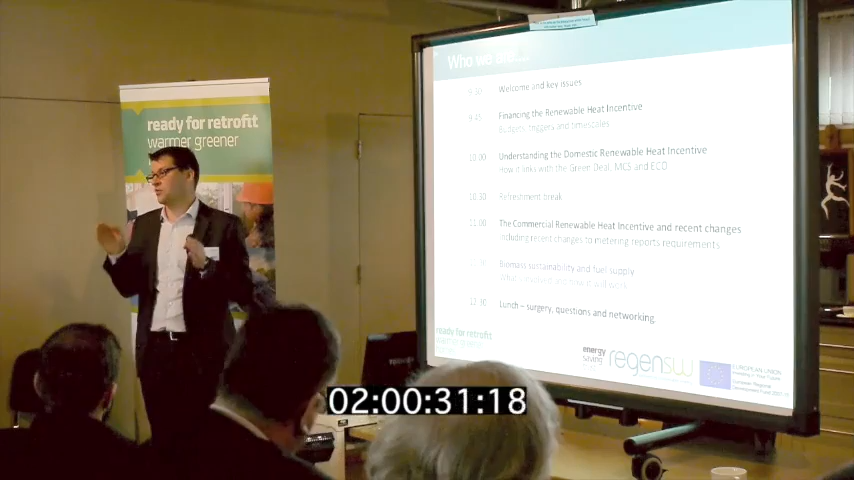 ready for retrofit
warmer greener
Who we are...
Welcome and key issues
9:45 Financing the Renewable Heat Incentive
Budgets, triggers and timescales
10:00 Understanding the Domestic Renewable Heat Incentive
How it links with the Green Deal, MCS and ECO
10:30 Refreshment break
11:00 The Commercial Renewable Heat Incentive and recent changes
including recent changes to metering reports requirements
Biomass sustainability and fuel supply
12:30 Lunch – surgery, questions and networking
ready for retrofit
warmer greener
energy
saving
regensw
EUROPEAN UNION
02:00:31:18